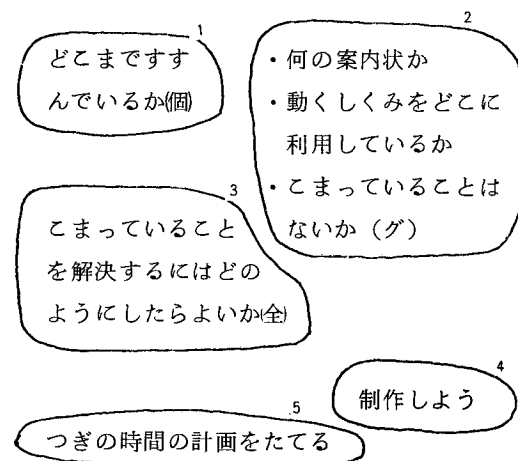 1
どこまですす
んでいるか(個)
2
・何の案内状か
・動くしくみをどこに
利用しているか
・こまっていることは
ないか（グ）
3
こまっていること
を解決するにはどの
ようにしたらよいか(全)
4
制作しよう
5
つぎの時間の計画をたてる